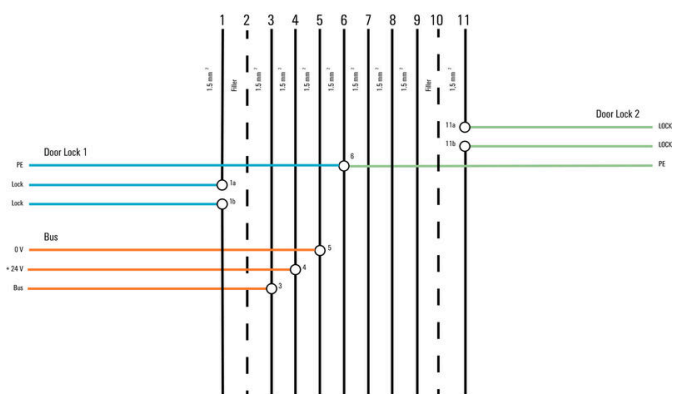 1 2 3 4 5 6 7 8 9 10 11
1.5 mm² Filler 1.5 mm² 1.5 mm² 1.5 mm² 1.5 mm² 1.5 mm² 1.5 mm² 1.5 mm² Filler 1,5 mm²
Door Lock 2
11a LOCK
11b LOCK
Door Lock 1
6
PE PE
Lock 1a
Lock 1b
Bus
0 V 5
+ 24 V 4
Bus 3